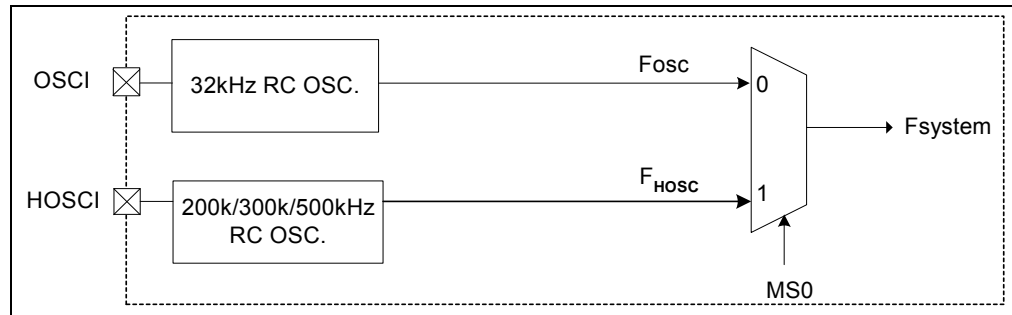 OSCI
32kHz RC OSC.
Fosc
0
Fsystem
HOSCI
200k/300k/500kHz
RC OSC.
FHOSC
1
MS0